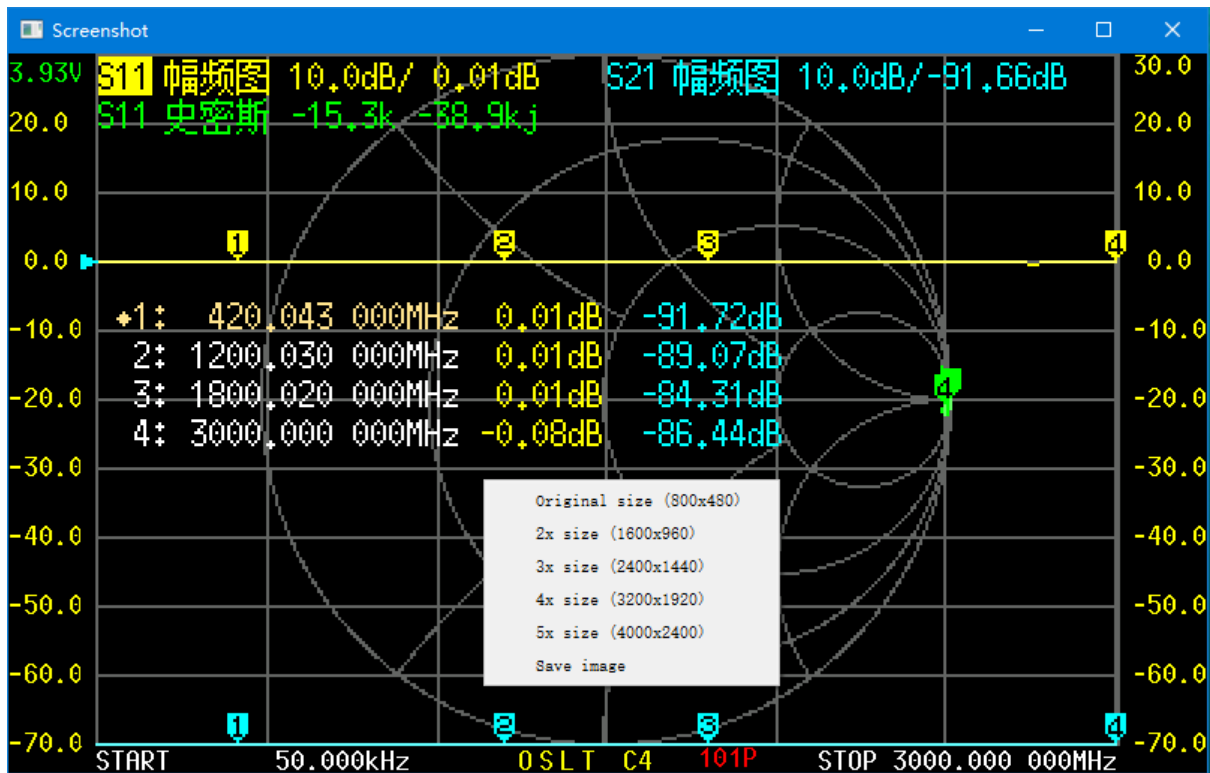 Screenshot
3.93V S11 幅频图 10.0dB/ 0.01dB S21 幅频图 10.0dB/-91.66dB 30.0
20.0 S11 史密斯 -15.3k -38.9kj 20.0
10.0 10.0
1 2 3 4
0.0 0.0
◆1: 420.043 000MHz 0.01dB -91.72dB
-10.0 -10.0
2: 1200.030 000MHz 0.01dB -89.07dB
3: 1800.020 000MHz 0.01dB -84.31dB 4
-20.0 -20.0
4: 3000.000 000MHz -0.08dB -86.44dB
-30.0 -30.0
Original size (800x480)
2x size (1600x960)
-40.0 -40.0
3x size (2400x1440)
4x size (3200x1920)
-50.0 -50.0
5x size (4000x2400)
Save image
-60.0 -60.0
1 2 3 4
-70.0 -70.0
START 50.000kHz OSLT C4 101P STOP 3000.000 000MHz